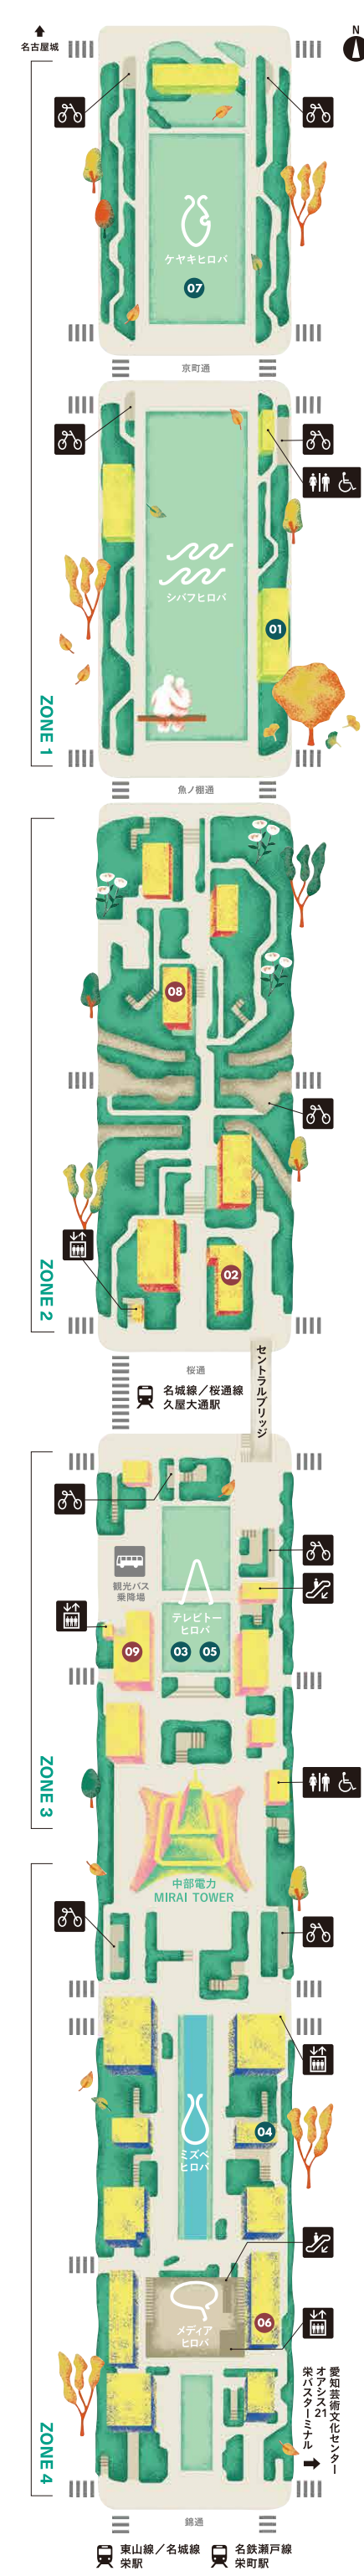 N
名古屋城
ケヤキヒロバ
07
京町通
シバフヒロバ
01
ZONE 1
魚ノ棚通
08
02
ZONE 2
セントラルブリッジ
桜通
名城線／桜通線
久屋大通駅
観光バス
乗降場
テレビトー
ヒロバ
09
03
05
ZONE 3
中部電力
MIRAI TOWER
ミズベ
ヒロバ
04
06
メディア
ヒロバ
愛知芸術文化センター
オアシス21
栄バスターミナル
ZONE 4
錦通
東山線／名城線
栄駅
名鉄瀬戸線
栄町駅